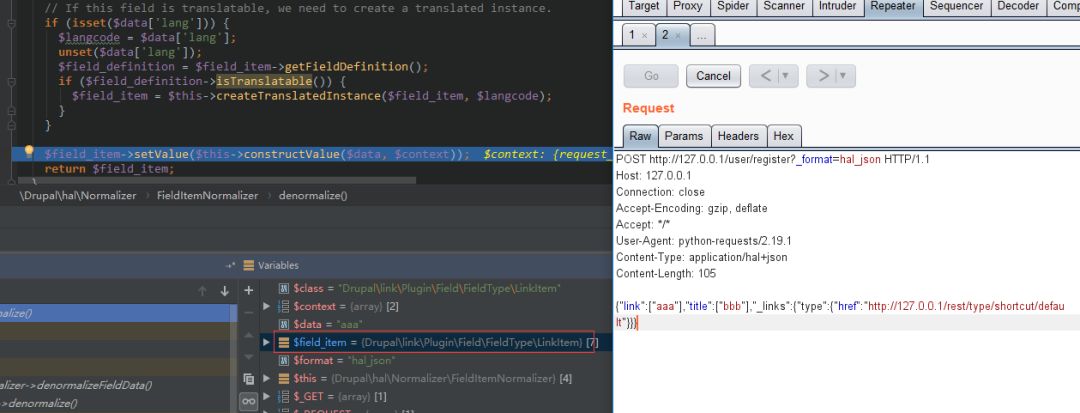 // If this field is translatable, we need to create a translated instance.
if (isset($data['lang'])) {
$langcode = $data['lang'];
unset($data['lang']);
$field_definition = $field_item->getFieldDefinition();
if ($field_definition->isTranslatable()) {
$field_item = $this->createTranslatedInstance($field_item, $langcode);
}
}
$field_item->setValue($this->constructValue($data, $context)); $context: {request_
return $field_item;
\Drupal\hal\Normalizer › FieldItemNormalizer › denormalize()
Variables
alize()
alizer->denormalizeFieldData()
->denormalize()
$class = "Drupal\link\Plugin\Field\FieldType\LinkItem"
$context = {array} [2]
$data = "aaa"
$field_item = {Drupal\link\Plugin\Field\FieldType\LinkItem} [7]
$format = "hal_json"
$this = {Drupal\hal\Normalizer\FieldItemNormalizer} [4]
$_GET = {array} [1]
$_REQUEST = {array} [1]
Target Proxy Spider Scanner Intruder Repeater Sequencer Decoder Comp
1 × 2 × ...
Go Cancel < ▼ > ▼
Request
Raw Params Headers Hex
POST http://127.0.0.1/user/register?_format=hal_json HTTP/1.1
Host: 127.0.0.1
Connection: close
Accept-Encoding: gzip, deflate
Accept: */*
User-Agent: python-requests/2.19.1
Content-Type: application/hal+json
Content-Length: 105
{"link":["aaa"],"title":["bbb"],"_links":{"type":{"href":"http://127.0.0.1/rest/type/shortcut/defau
lt"}}}